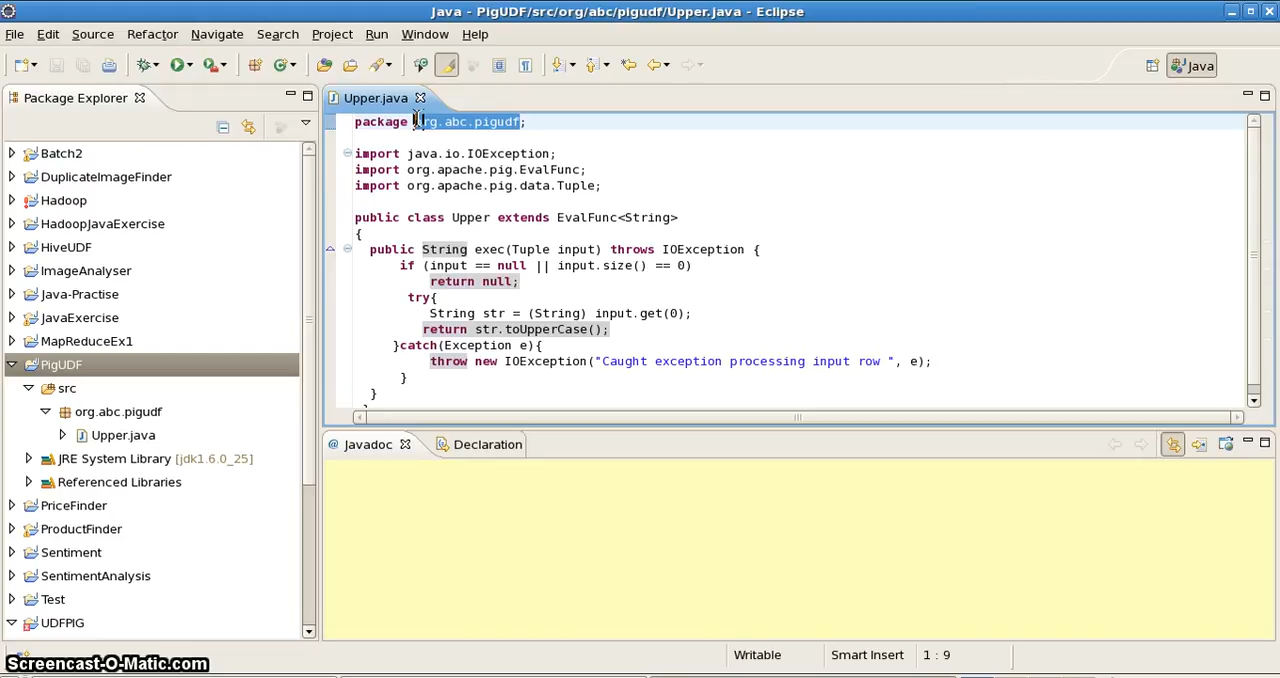 Java - PigUDF/src/org/abc/pigudf/Upper.java - Eclipse
File Edit Source Refactor Navigate Search Project Run Window Help
Java
Package Explorer
Batch2
DuplicateImageFinder
Hadoop
HadoopJavaExercise
HiveUDF
ImageAnalyser
Java-Practise
JavaExercise
MapReduceEx1
PigUDF
src
org.abc.pigudf
Upper.java
JRE System Library [jdk1.6.0_25]
Referenced Libraries
PriceFinder
ProductFinder
Sentiment
SentimentAnalysis
Test
UDFPIG
Upper.java
package org.abc.pigudf;
import java.io.IOException;
import org.apache.pig.EvalFunc;
import org.apache.pig.data.Tuple;
public class Upper extends EvalFunc<String>
{
public String exec(Tuple input) throws IOException {
if (input == null || input.size() == 0)
return null;
try{
String str = (String) input.get(0);
return str.toUpperCase();
}catch(Exception e){
throw new IOException("Caught exception processing input row ", e);
}
}
@ Javadoc Declaration
Writable Smart Insert 1 : 9
Screencast-O-Matic.com